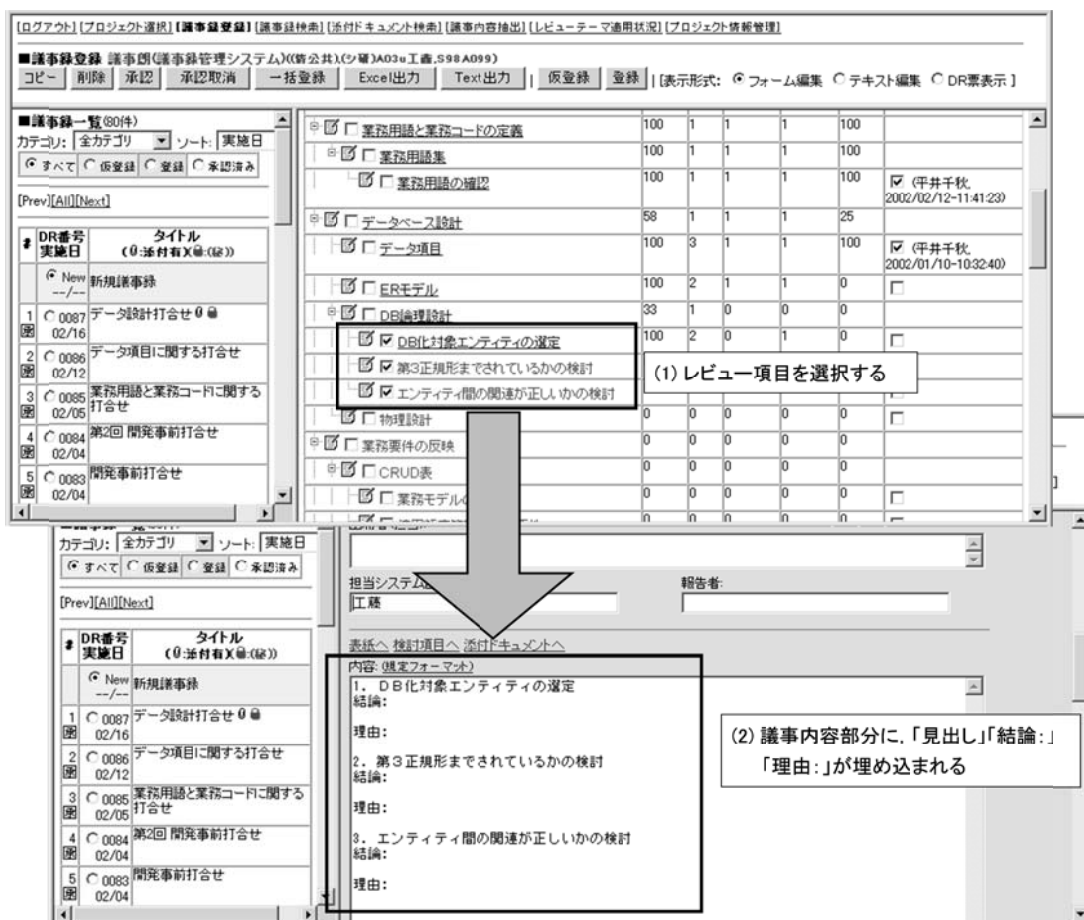 [ログアウト] [プロジェクト選択] [議事録登録] [議事録検索] [添付ドキュメント検索] [議事内容抽出] [レビューテーマ適用状況] [プロジェクト情報管理]
■議事録登録 議事朗(議事録管理システム)
コピー 削除 承認 承認取消 一括登録 Excel出力 Text出力 | 仮登録 登録 | [表示形式: フォーム編集 テキスト編集 DR票表示 ]
■議事録一覧(80件)
カテゴリ: 全カテゴリ ソート: 実施日
すべて 仮登録 登録 承認済み
[Prev][All][Next]
# DR番号 実施日 タイトル
New --/-- 新規議事録
1 0087 02/16 データ設計打合せ
2 0086 02/12 データ項目に関する打合せ
3 0085 02/05 業務用語と業務コードに関する打合せ
4 0084 02/04 第2回 開発事前打合せ
5 0083 02/04 開発事前打合せ
業務用語と業務コードの定義 100 1 1 1 100
業務用語集 100 1 1 1 100
業務用語の確認 100 1 1 1 100 (平井千秋, 2002/02/12-11:41:23)
データベース設計 58 1 1 1 25
データ項目 100 3 1 1 100 (平井千秋, 2002/01/10-10:32:40)
ERモデル 100 2 1 1 0
DB論理設計 33 1 0 0 0
DB化対象エンティティの選定 100 2 0 1 0
第3正規形までされているかの検討
エンティティ間の関連が正しいかの検討
物理設計 0 0 0 0 0
業務要件の反映 0 0 0 0 0
CRUD表 0 0 0 0 0
業務モデル 0 0 0 0
(1) レビュー項目を選択する
カテゴリ: 全カテゴリ ソート: 実施日
すべて 仮登録 登録 承認済み
[Prev][All][Next]
# DR番号 実施日 タイトル
New --/-- 新規議事録
1 0087 02/16 データ設計打合せ
2 0086 02/12 データ項目に関する打合せ
3 0085 02/05 業務用語と業務コードに関する打合せ
4 0084 02/04 第2回 開発事前打合せ
5 0083 02/04 開発事前打合せ
担当システム 報告者:
工藤
表紙へ 検討項目へ 添付ドキュメントへ
内容: (規定フォーマット)
1. DB化対象エンティティの選定
結論:
理由:
2. 第3正規形までされているかの検討
結論:
理由:
3. エンティティ間の関連が正しいかの検討
結論:
理由:
(2) 議事内容部分に,「見出し」「結論:」
「理由:」が埋め込まれる